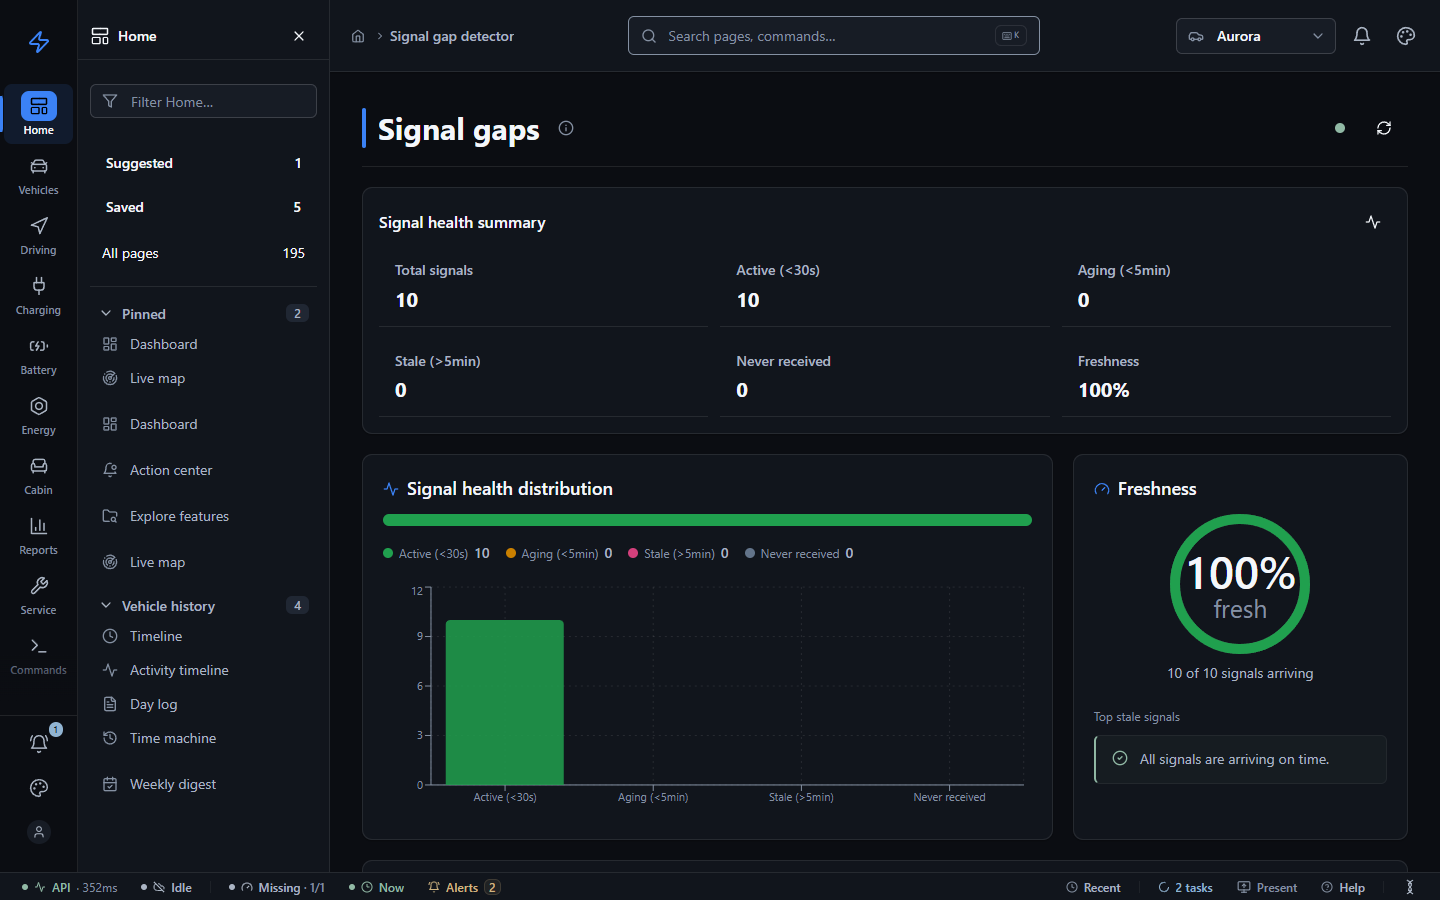 Home
Signal gap detector
Search pages, commands...
K
Aurora
Home
Vehicles
Driving
Charging
Battery
Energy
Cabin
Reports
Service
Commands
1
Filter Home...
Suggested 1
Saved 5
All pages 195
Pinned 2
Dashboard
Live map
Dashboard
Action center
Explore features
Live map
Vehicle history 4
Timeline
Activity timeline
Day log
Time machine
Weekly digest
Signal gaps
Signal health summary
Total signals
10
Active (<30s)
10
Aging (<5min)
0
Stale (>5min)
0
Never received
0
Freshness
100%
Signal health distribution
Active (<30s) 10 Aging (<5min) 0 Stale (>5min) 0 Never received 0
12
9
6
3
0
Active (<30s) Aging (<5min) Stale (>5min) Never received
Freshness
100%
fresh
10 of 10 signals arriving
Top stale signals
All signals are arriving on time.
API · 352ms Idle Missing · 1/1 Now Alerts 2 Recent 2 tasks Present Help